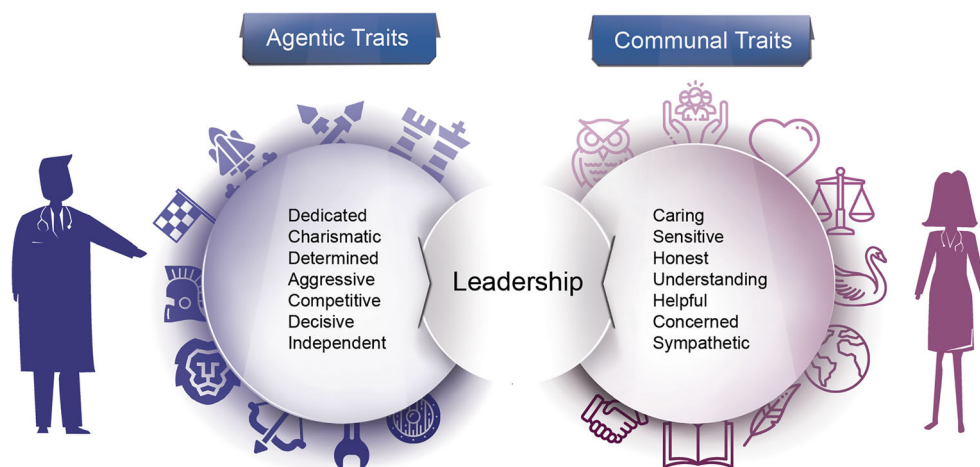 Agentic Traits
Communal Traits
Dedicated
Charismatic
Determined
Aggressive
Competitive
Decisive
Independent
Leadership
Caring
Sensitive
Honest
Understanding
Helpful
Concerned
Sympathetic